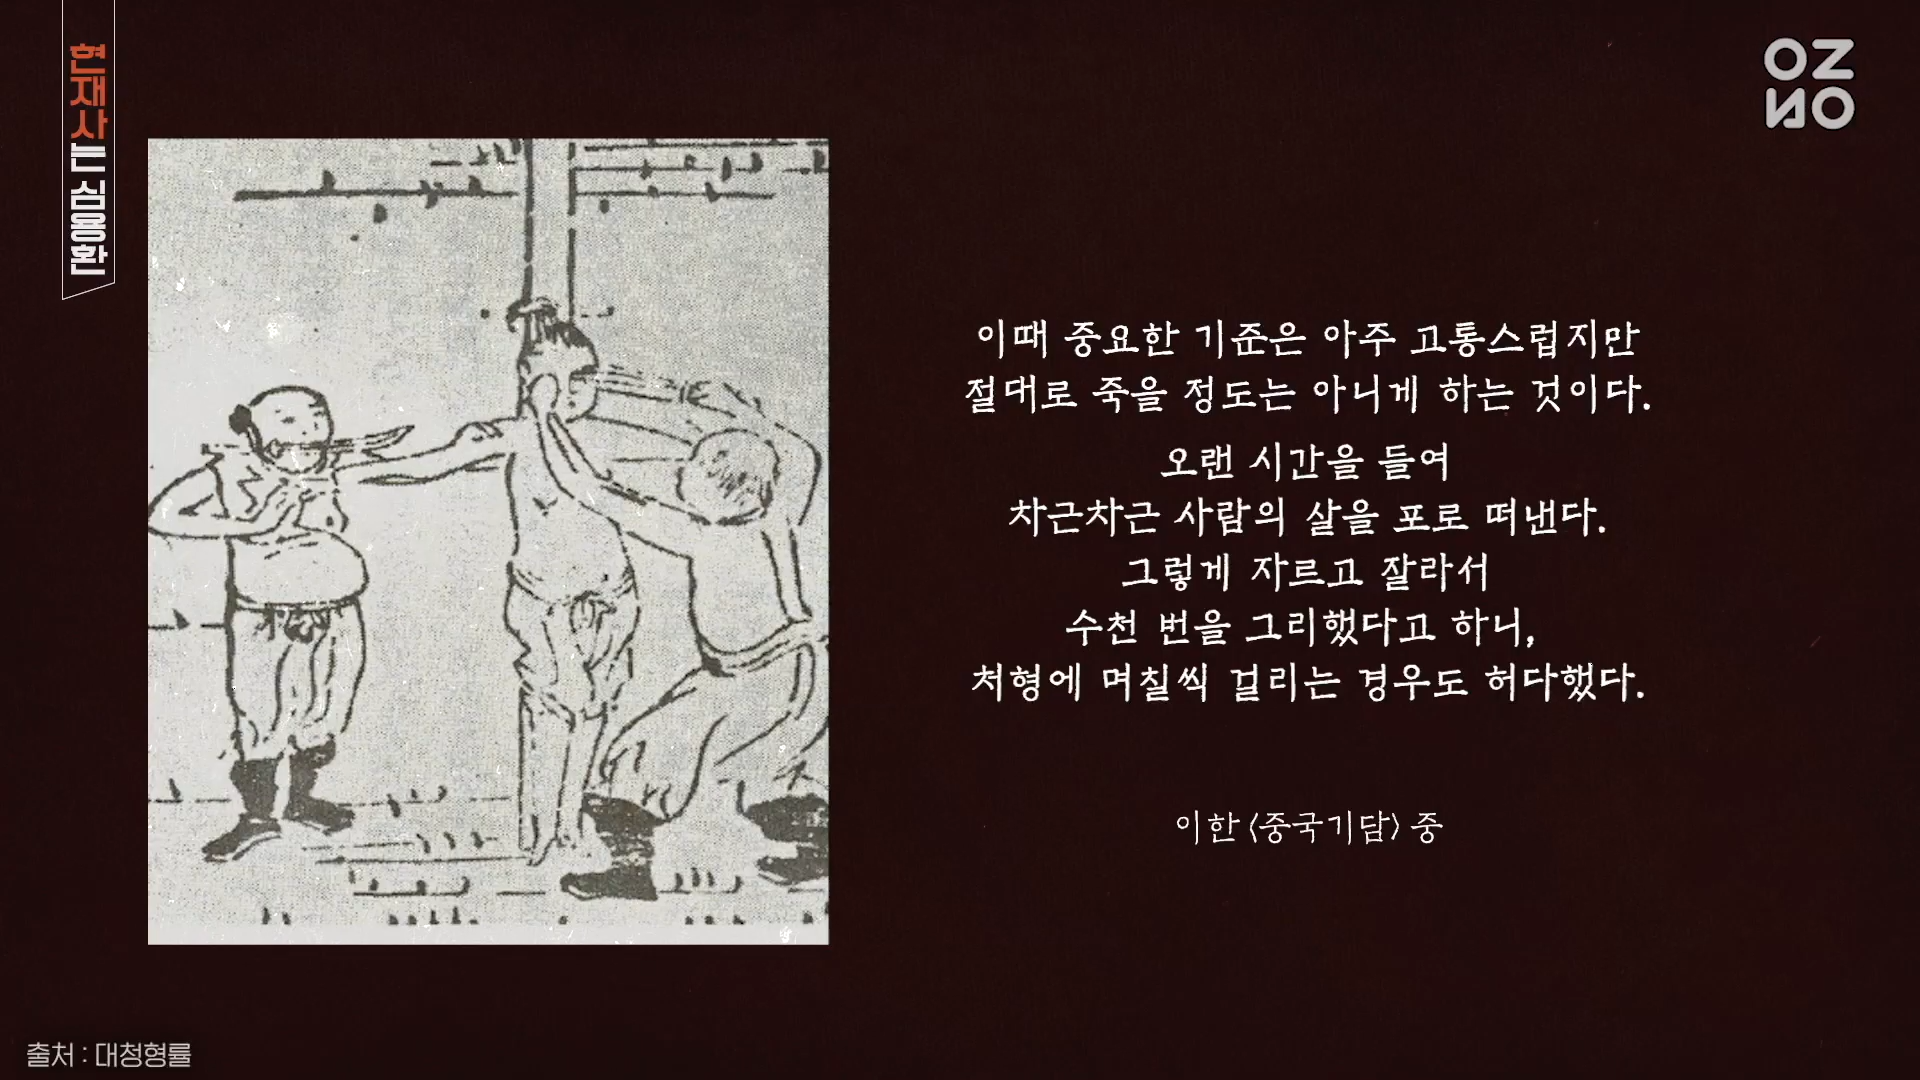 현재사는 심용환
OZ
NO
이때 중요한 기준은 아주 고통스럽지만
절대로 죽을 정도는 아니게 하는 것이다.
오랜 시간을 들여
차근차근 사람의 살을 포로 떠낸다.
그렇게 자르고 잘라서
수천 번을 그리했다고 하니,
처형에 며칠씩 걸리는 경우도 허다했다.
이한 〈중국기담〉 중
출처 : 대청형률